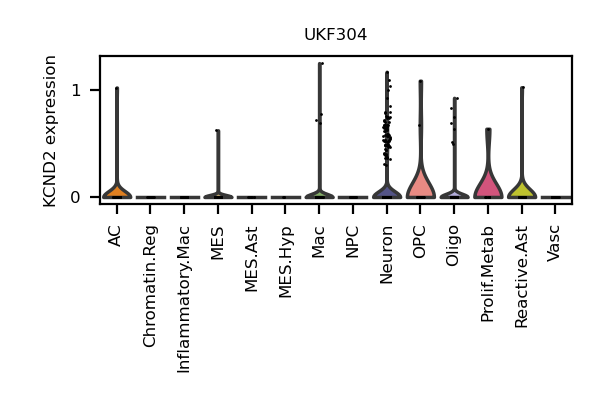 UKF304
KCND2 expression
1
0
AC
Chromatin.Reg
Inflammatory.Mac
MES
MES.Ast
MES.Hyp
Mac
NPC
Neuron
OPC
Oligo
Prolif.Metab
Reactive.Ast
Vasc